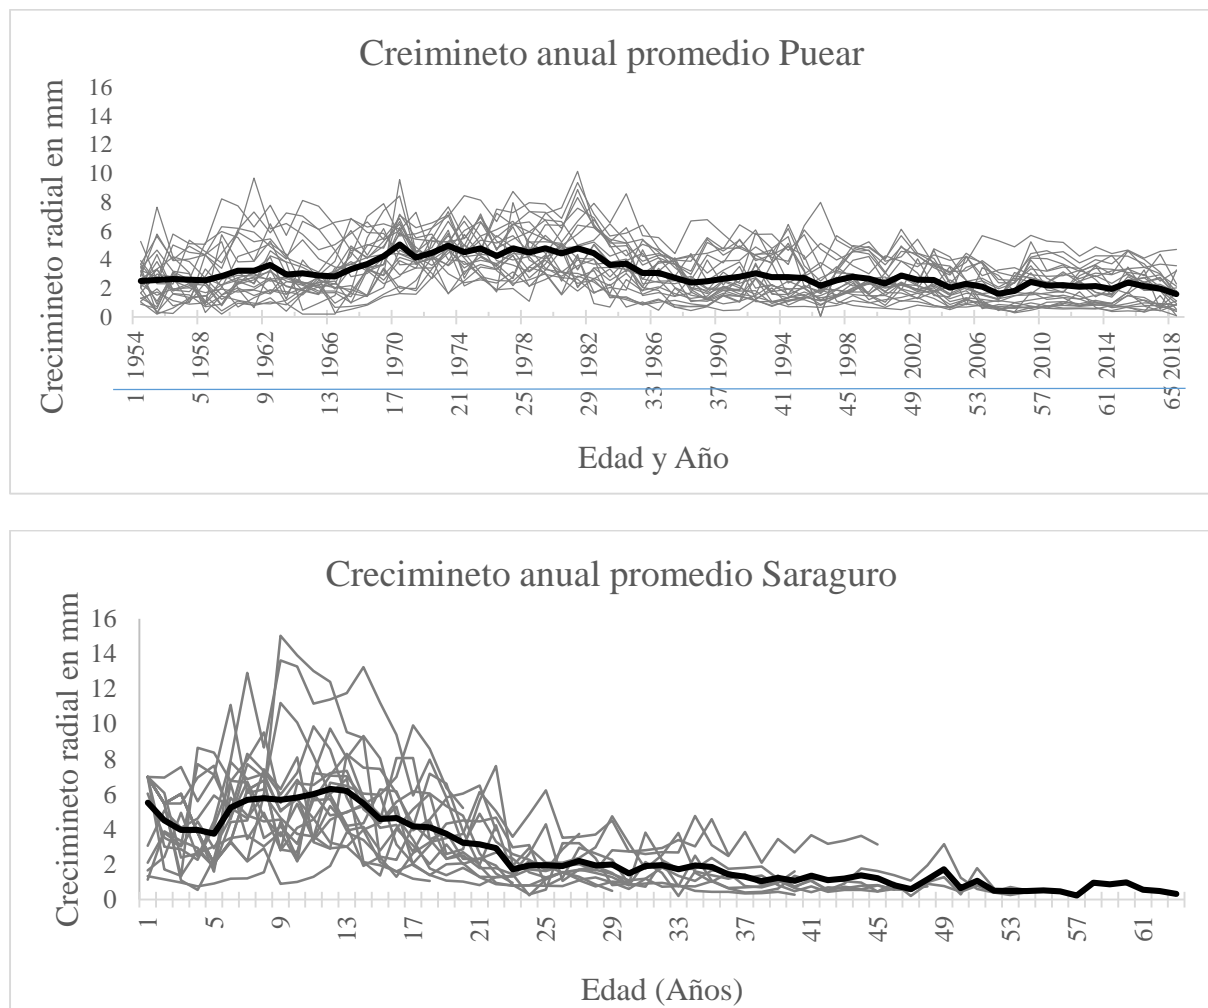 Creimineto anual promedio Puear
Crecimineto radial en mm
16
14
12
10
8
6
4
2
0
1954 1958 1962 1966 1970 1974 1978 1982 1986 1990 1994 1998 2002 2006 2010 2014 2018
1 5 9 13 17 21 25 29 33 37 41 45 49 53 57 61 65
Edad y Año
Crecimineto anual promedio Saraguro
Crecimineto radial en mm
16
14
12
10
8
6
4
2
0
1 5 9 13 17 21 25 29 33 37 41 45 49 53 57 61
Edad (Años)